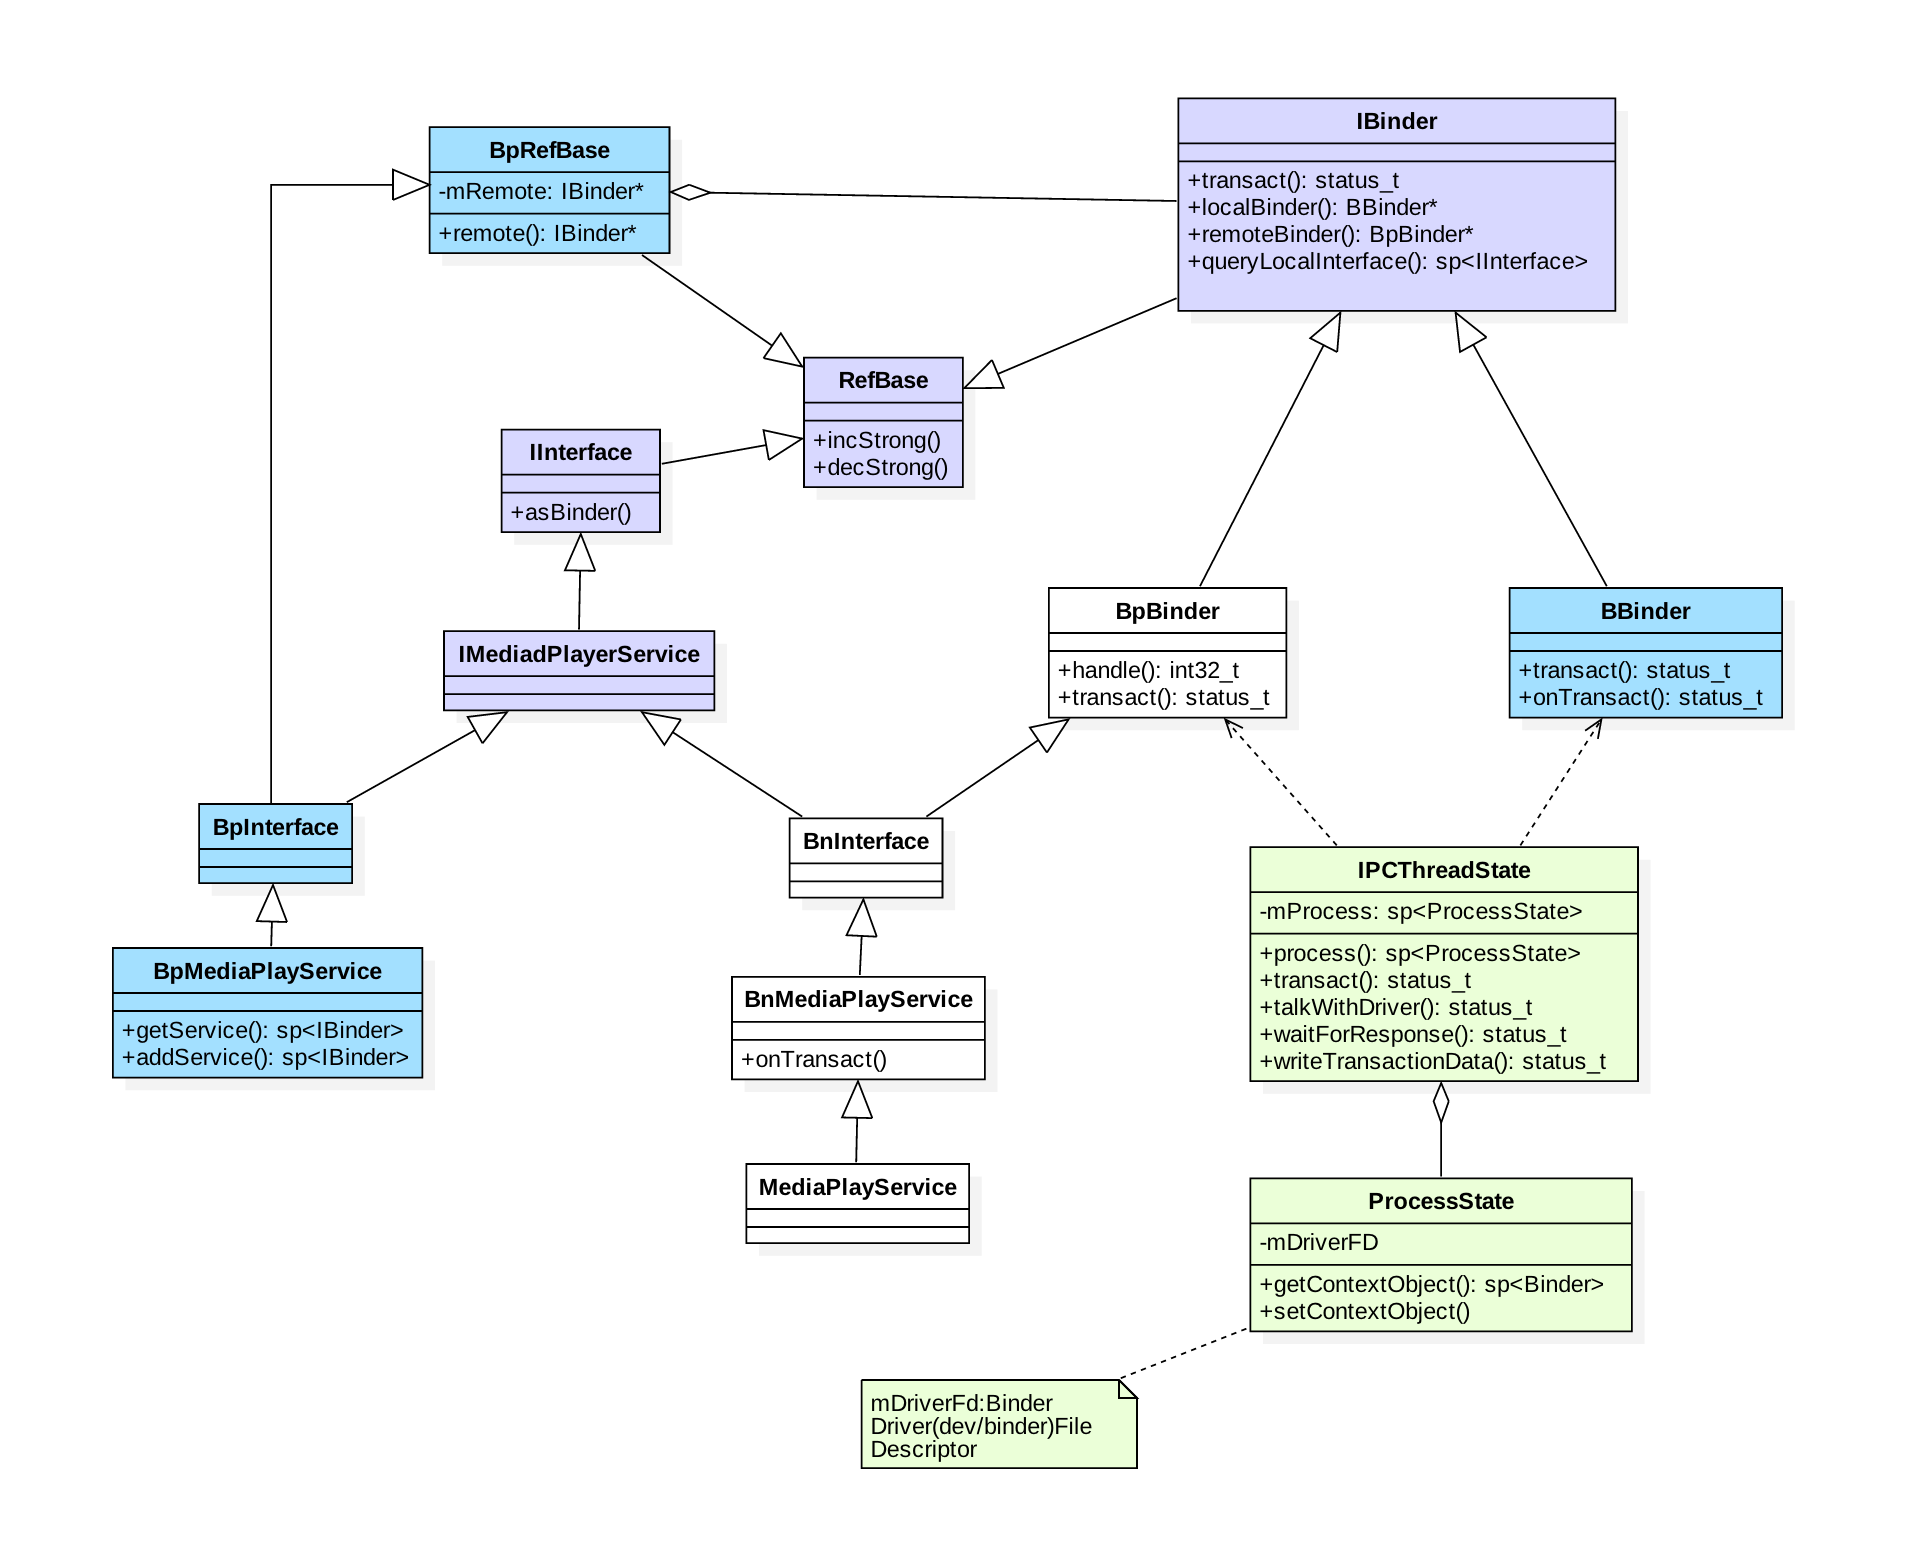 BpRefBase
-mRemote: IBinder*
+remote(): IBinder*
IBinder
+transact(): status_t
+localBinder(): BBinder*
+remoteBinder(): BpBinder*
+queryLocalInterface(): sp<IInterface>
RefBase
+incStrong()
+decStrong()
IInterface
+asBinder()
IMediadPlayerService
BpBinder
+handle(): int32_t
+transact(): status_t
BBinder
+transact(): status_t
+onTransact(): status_t
BpInterface
BnInterface
IPCThreadState
-mProcess: sp<ProcessState>
+process(): sp<ProcessState>
+transact(): status_t
+talkWithDriver(): status_t
+waitForResponse(): status_t
+writeTransactionData(): status_t
BpMediaPlayService
+getService(): sp<IBinder>
+addService(): sp<IBinder>
BnMediaPlayService
+onTransact()
MediaPlayService
ProcessState
-mDriverFD
+getContextObject(): sp<Binder>
+setContextObject()
mDriverFd:Binder
Driver(dev/binder)File
Descriptor